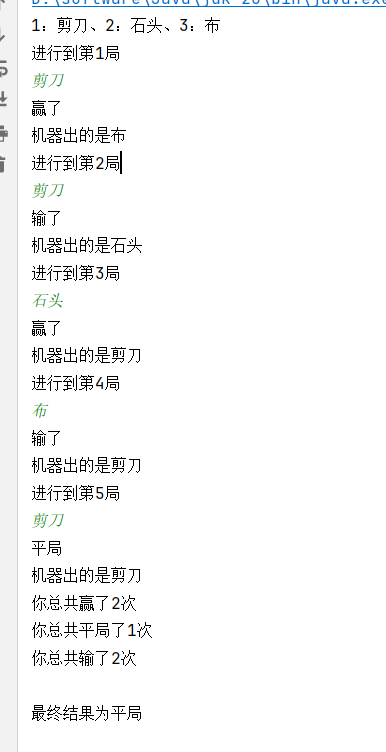 1：剪刀、2：石头、3：布
进行到第1局
剪刀
赢了
机器出的是布
进行到第2局
剪刀
输了
机器出的是石头
进行到第3局
石头
赢了
机器出的是剪刀
进行到第4局
布
输了
机器出的是剪刀
进行到第5局
剪刀
平局
机器出的是剪刀
你总共赢了2次
你总共平局了1次
你总共输了2次
最终结果为平局